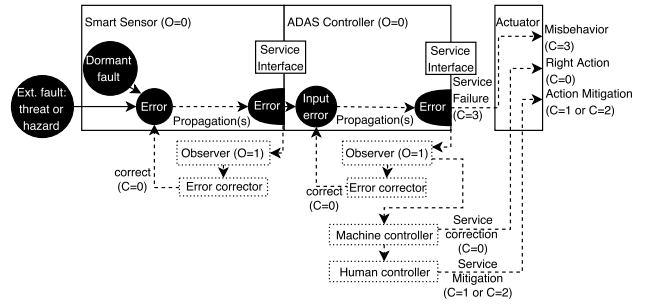 Smart Sensor (O=0)
ADAS Controller (O=0)
Actuator
Misbehavior
(C=3)
Right Action
(C=0)
Action Mitigation
(C=1 or C=2)
Service
Interface
Service
Interface
Dormant
fault
Ext. fault:
threat or
hazard
Error
Error
Input
error
Error
Service
Failure
(C=3)
Propagation(s)
Propagation(s)
Observer (O=1)
Observer (O=1)
correct
(C=0)
Error corrector
correct
(C=0)
Error corrector
Machine controller
Service
correction
(C=0)
Human controller
Service
Mitigation
(C=1 or C=2)